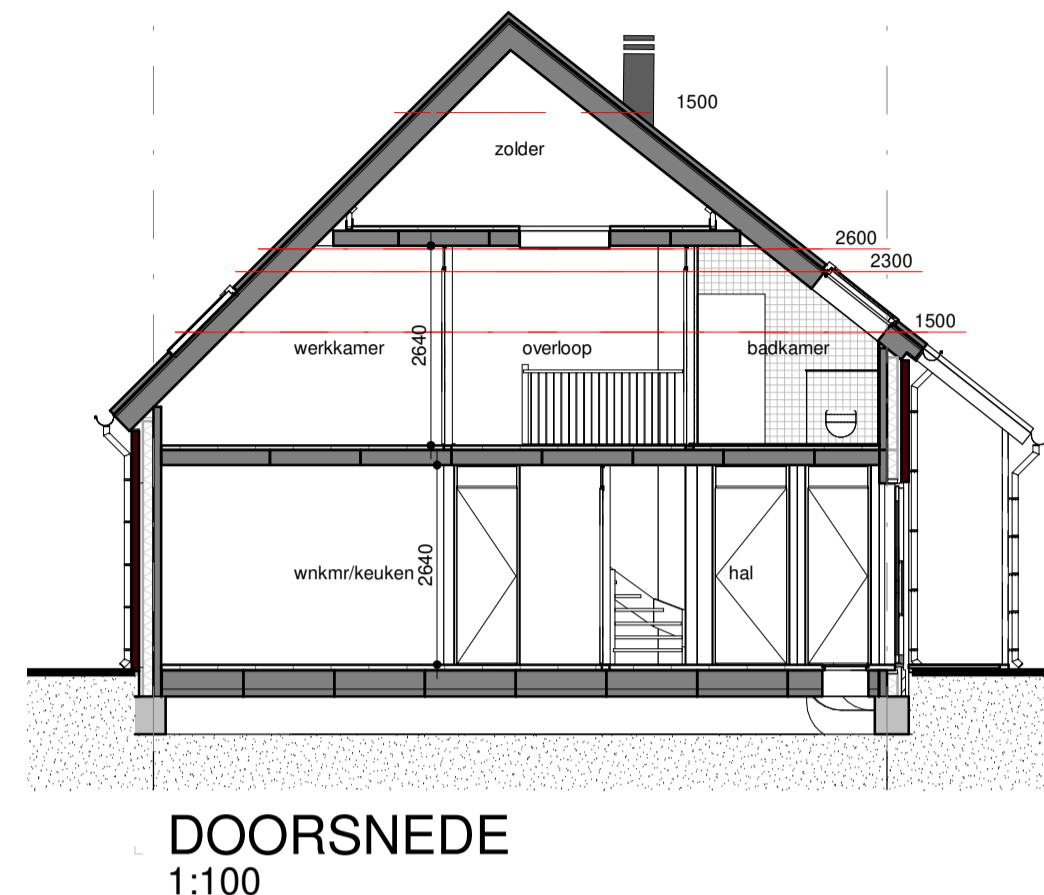 1500
zolder
2600
2300
1500
werkkamer
2640
overloop
badkamer
wnkmr/keuken
2640
hal
DOORSNEDE
1:100